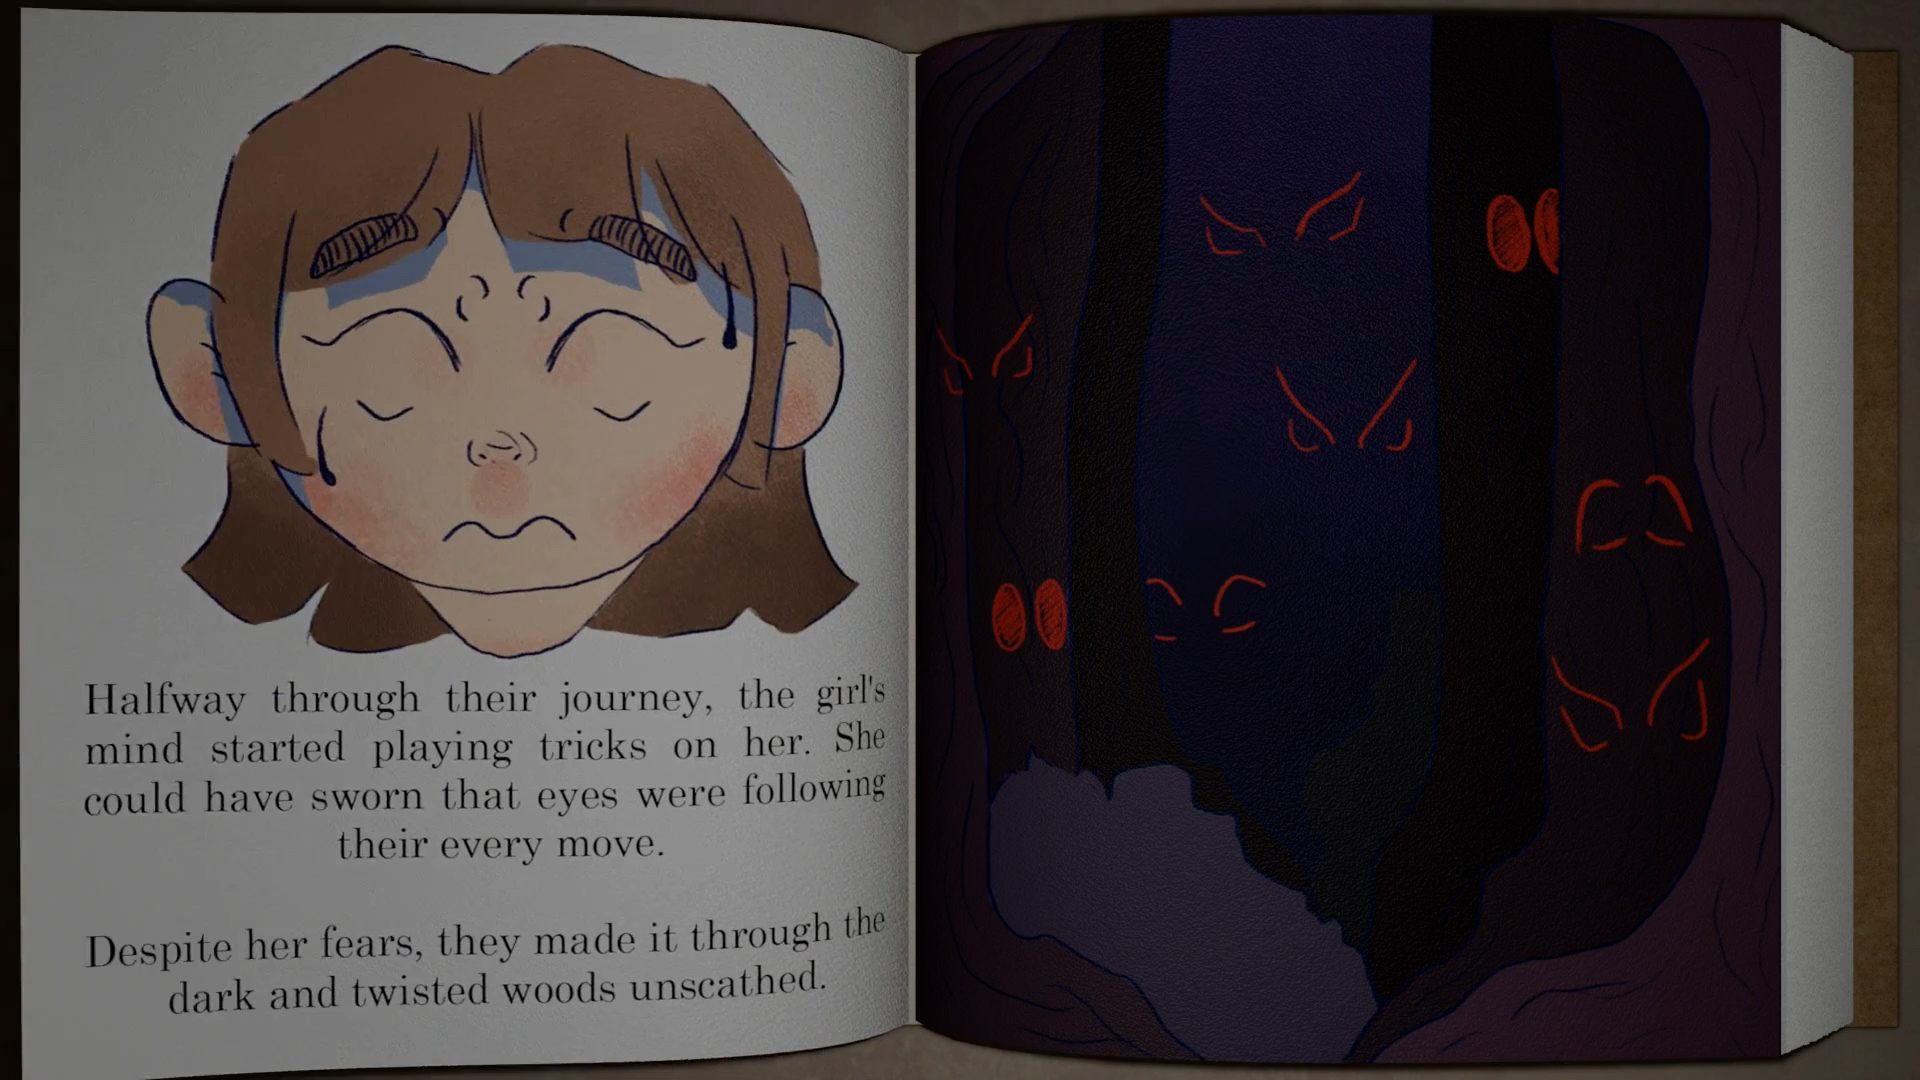 Halfway through their journey, the girl's
mind started playing tricks on her. She
could have sworn that eyes were following
their every move.
Despite her fears, they made it through the
dark and twisted woods unscathed.